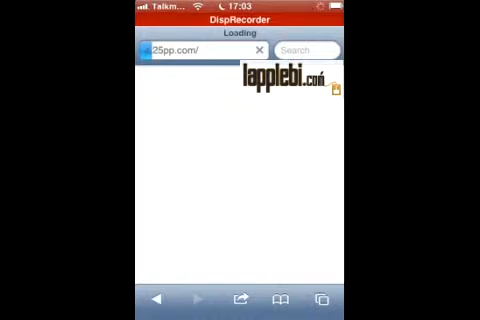 Talkm... 17:03
DispRecorder
Loading
.25pp.com/ Search
lapplebi.com